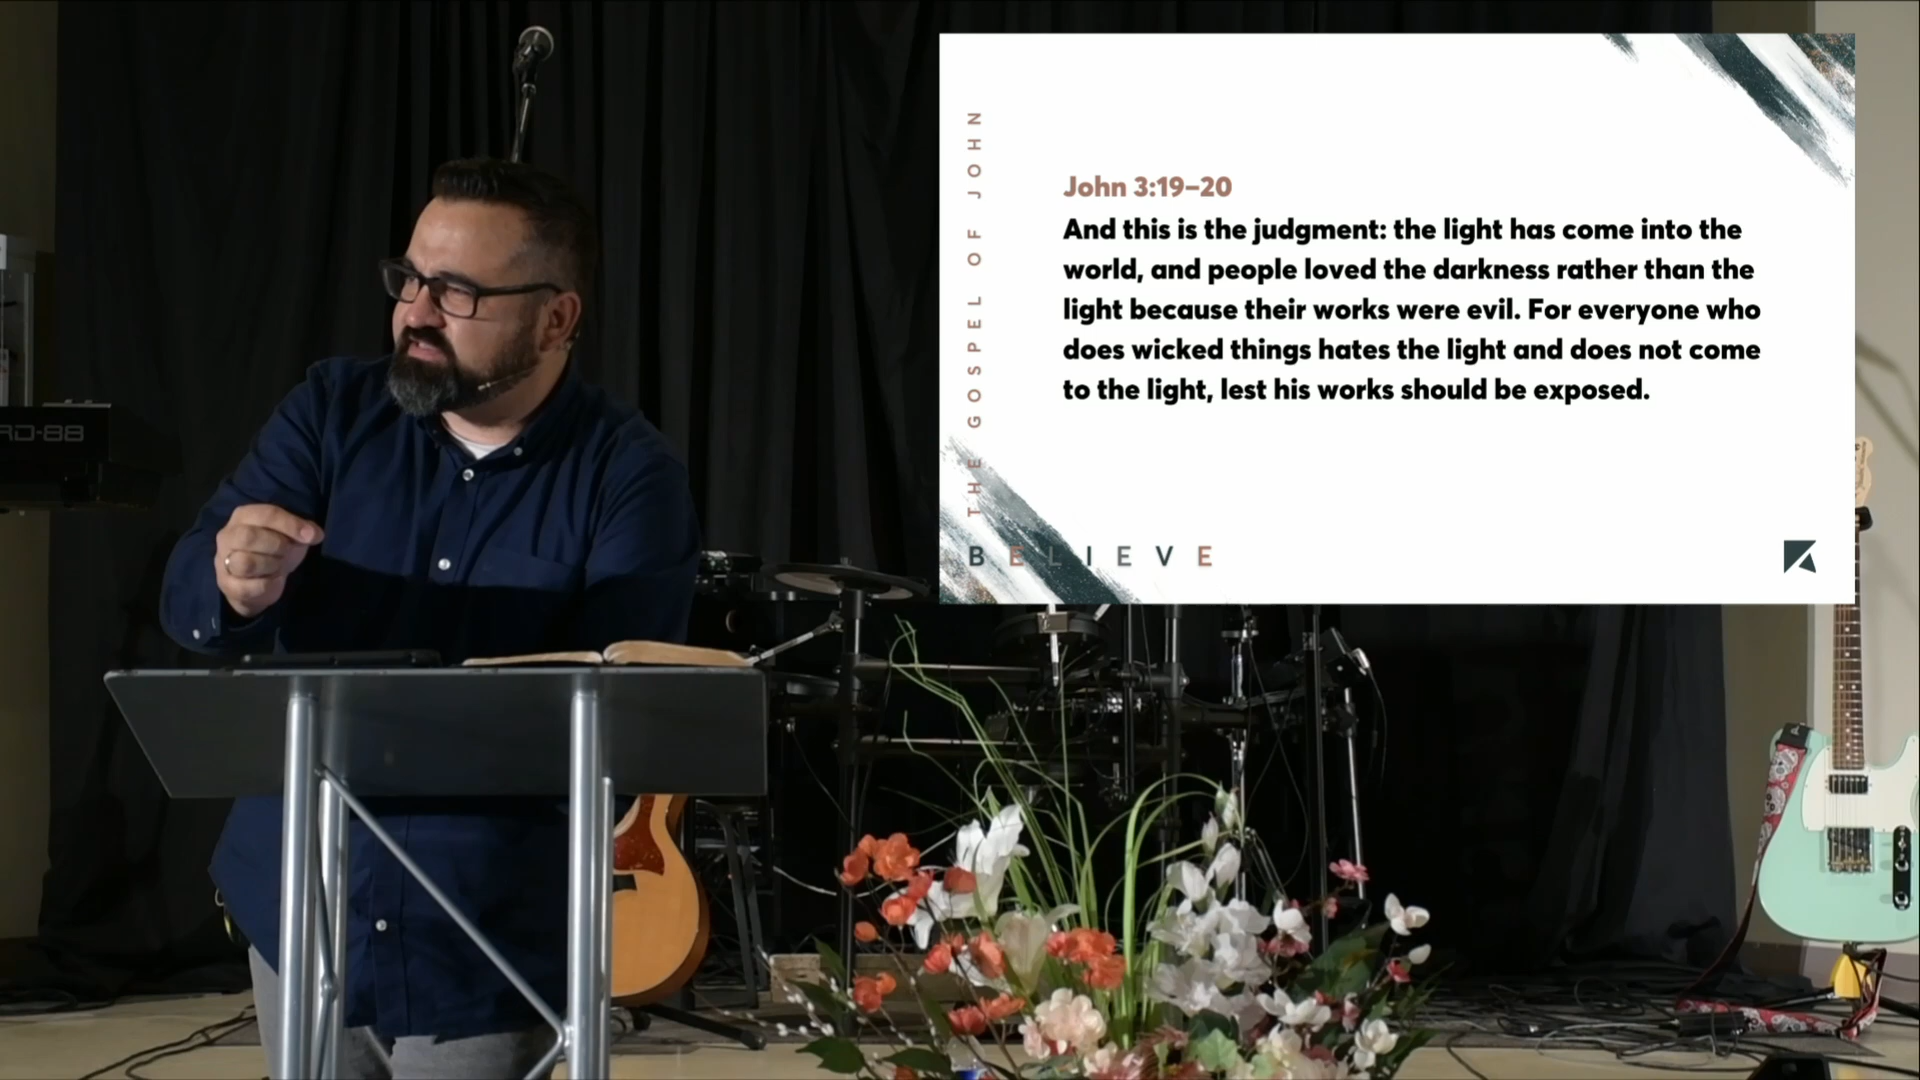 RD-88
THE GOSPEL OF JOHN
John 3:19–20
And this is the judgment: the light has come into the
world, and people loved the darkness rather than the
light because their works were evil. For everyone who
does wicked things hates the light and does not come
to the light, lest his works should be exposed.
BELIEVE